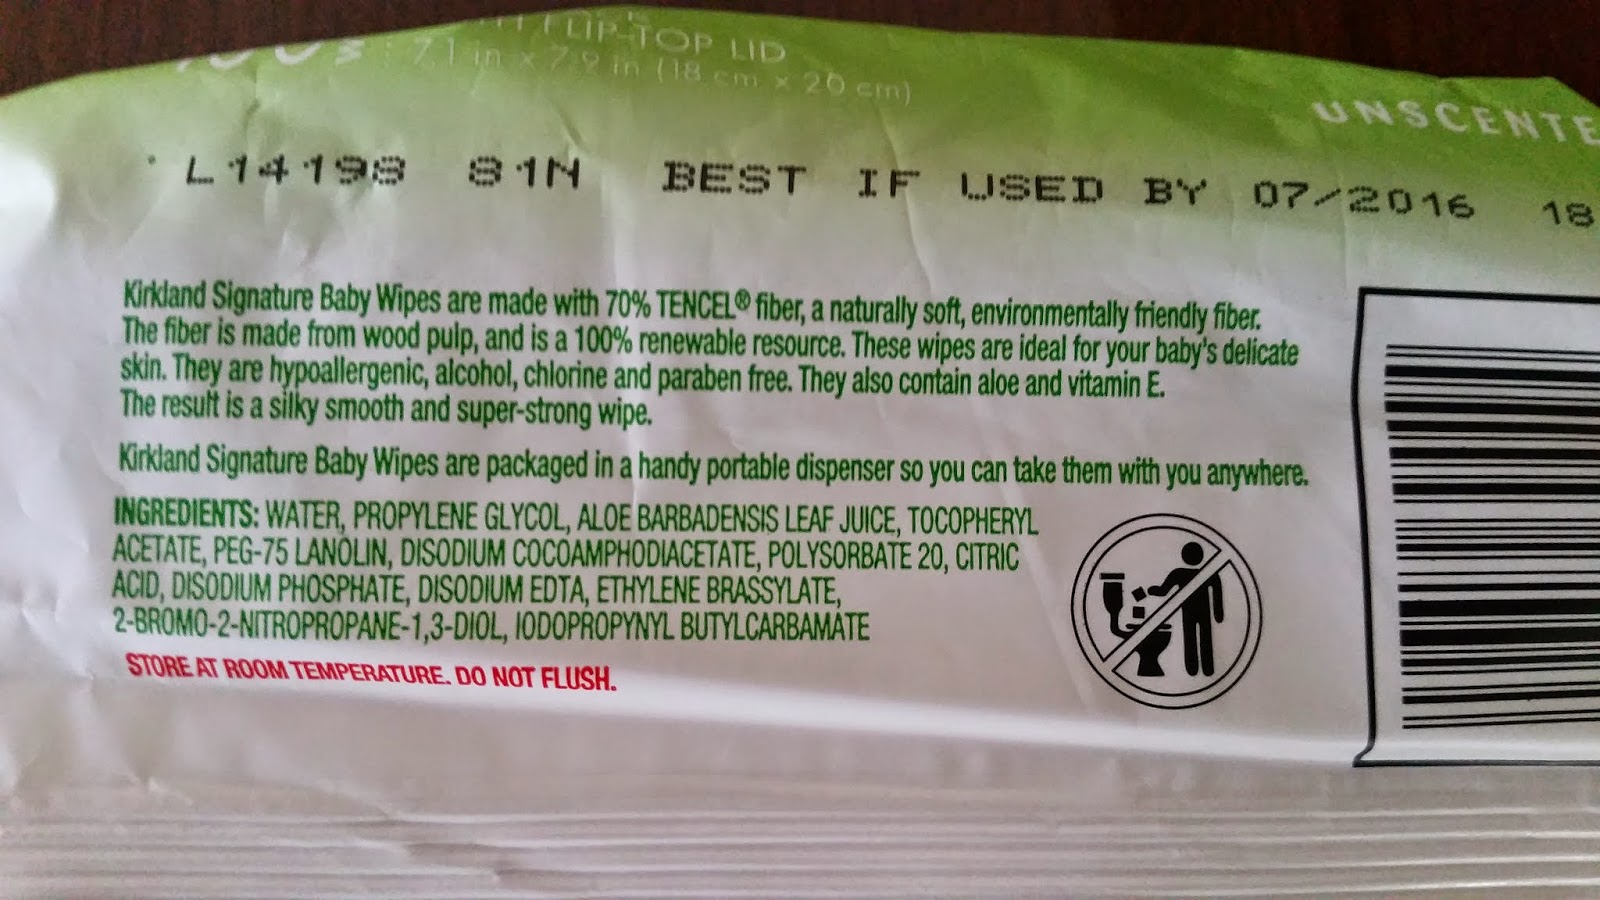 FLIP-TOP LID
7.1 in x 7.9 in (18 cm x 20 cm)
UNSCENTE
L14198 81N BEST IF USED BY 07/2016 18
Kirkland Signature Baby Wipes are made with 70% TENCEL® fiber, a naturally soft, environmentally friendly fiber.
The fiber is made from wood pulp, and is a 100% renewable resource. These wipes are ideal for your baby's delicate
skin. They are hypoallergenic, alcohol, chlorine and paraben free. They also contain aloe and vitamin E.
The result is a silky smooth and super-strong wipe.
Kirkland Signature Baby Wipes are packaged in a handy portable dispenser so you can take them with you anywhere.
INGREDIENTS: WATER, PROPYLENE GLYCOL, ALOE BARBADENSIS LEAF JUICE, TOCOPHERYL
ACETATE, PEG-75 LANOLIN, DISODIUM COCOAMPHODIACETATE, POLYSORBATE 20, CITRIC
ACID, DISODIUM PHOSPHATE, DISODIUM EDTA, ETHYLENE BRASSYLATE,
2-BROMO-2-NITROPROPANE-1,3-DIOL, IODOPROPYNYL BUTYLCARBAMATE
STORE AT ROOM TEMPERATURE. DO NOT FLUSH.